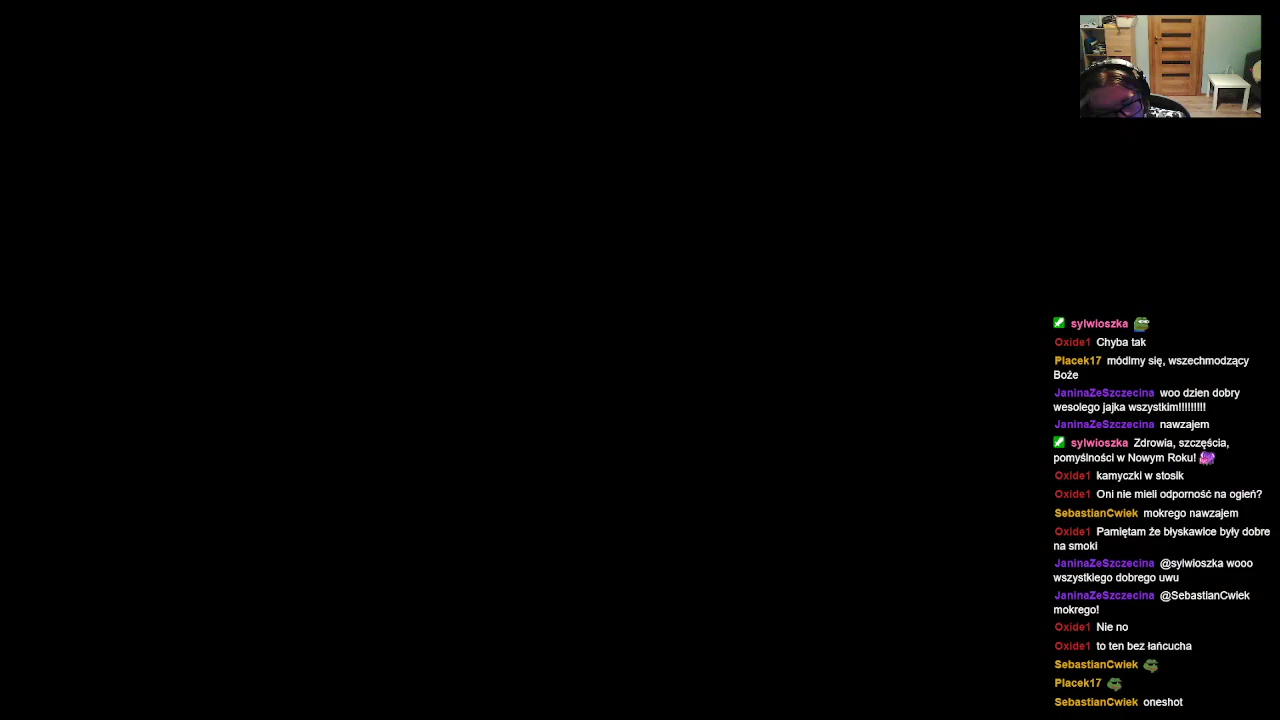 sylwioszka
Oxide1 Chyba tak
Placek17 módlmy się, wszechmodzący
Boże
JaninaZeSzczecina woo dzien dobry
wesolego jajka wszystkim!!!!!!!!!
JaninaZeSzczecina nawzajem
sylwioszka Zdrowia, szczęścia,
pomyślności w Nowym Roku!
Oxide1 kamyczki w stosik
Oxide1 Oni nie mieli odporność na ogień?
SebastianCwiek mokrego nawzajem
Oxide1 Pamiętam że błyskawice były dobre
na smoki
JaninaZeSzczecina @sylwioszka wooo
wszystkiego dobrego uwu
JaninaZeSzczecina @SebastianCwiek
mokrego!
Oxide1 Nie no
Oxide1 to ten bez łańcucha
SebastianCwiek
Placek17
SebastianCwiek oneshot